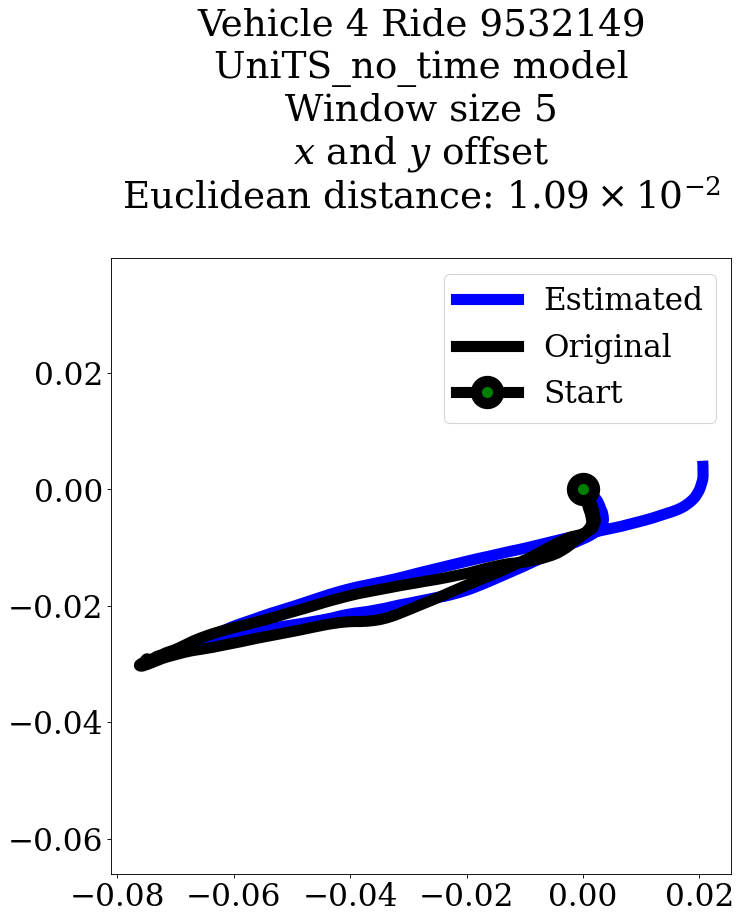 Vehicle 4 Ride 9532149
UniTS_no_time model
Window size 5
x and y offset
Euclidean distance: 1.09 × 10⁻²
Estimated
Original
Start
0.02
0.00
−0.02
−0.04
−0.06
−0.08 −0.06 −0.04 −0.02 0.00 0.02